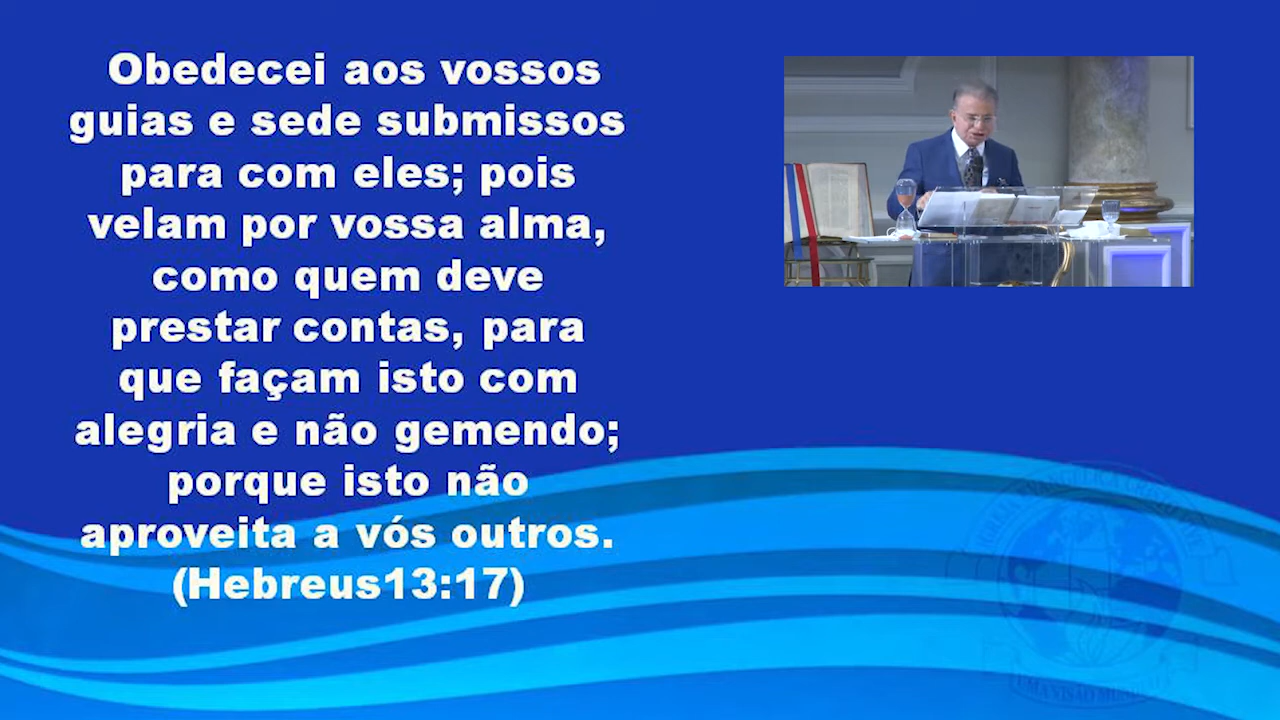 Obedecei aos vossos
guias e sede submissos
para com eles; pois
velam por vossa alma,
como quem deve
prestar contas, para
que façam isto com
alegria e não gemendo;
porque isto não
aproveita a vós outros.
(Hebreus13:17)